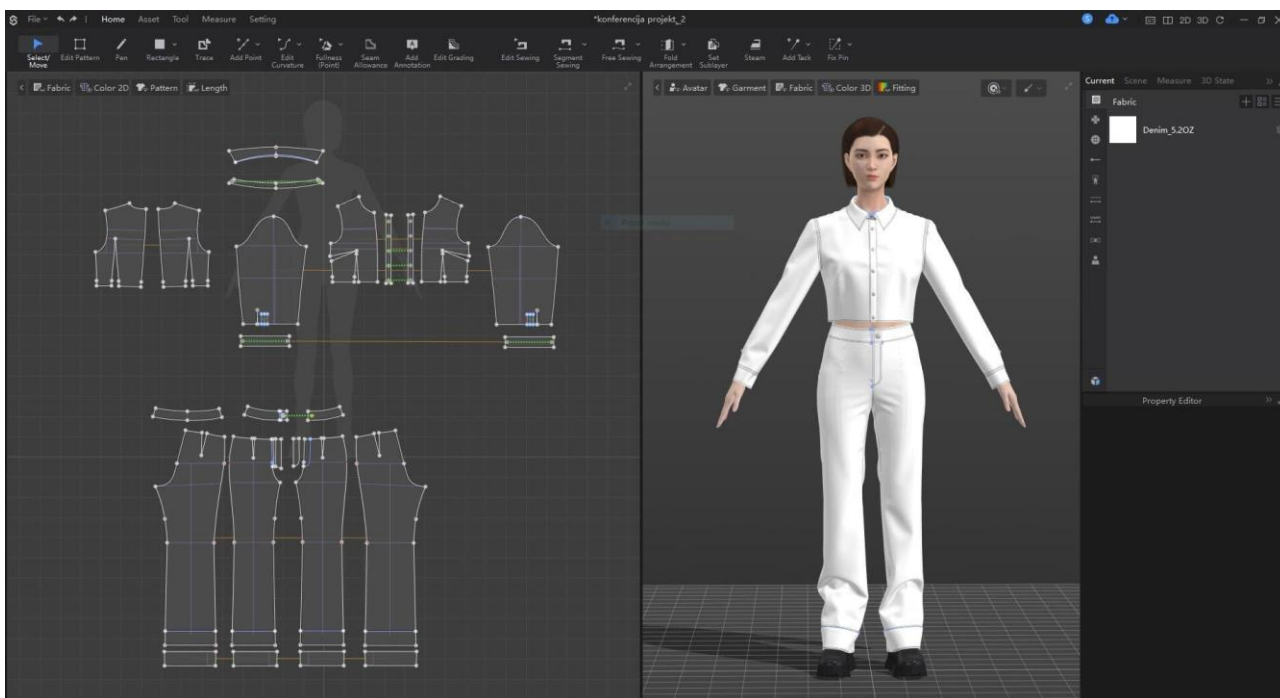 File Home Asset Tool Measure Setting *konferencija projekt_2 2D 3D
Select/ Edit Pattern Pen Rectangle Trace Add Point Edit Fullness Seam Add Edit Grading Edit Sewing Segment Free Sewing Fold Set Steam Add Tack Fix Pin
Move Curvature (Point) Allowance Annotation Sewing Arrangement Sublayer
Fabric Color 2D Pattern Length
Avatar Garment Fabric Color 3D Fitting
Current Scene Measure 3D State
Fabric
Denim_5.2OZ
Property Editor